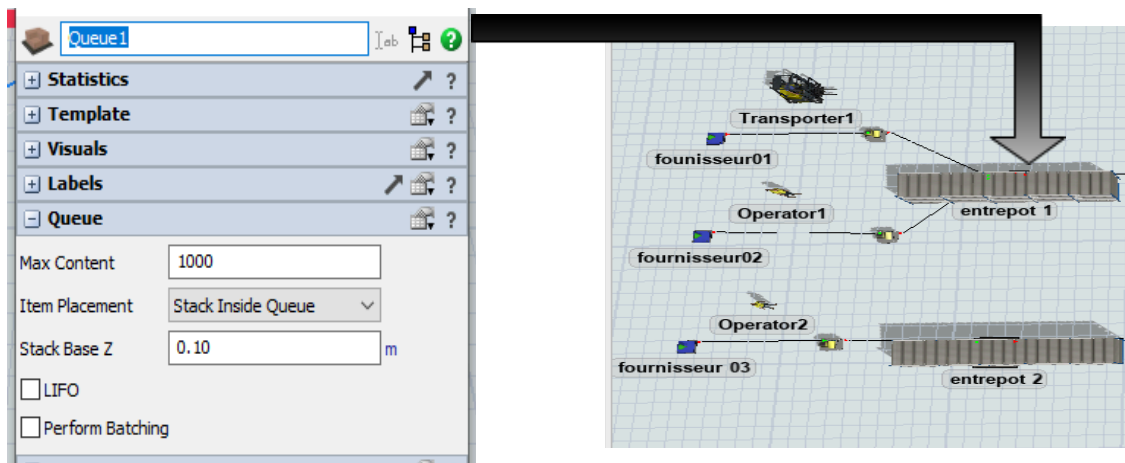 Queue1
ab
?
Statistics
?
Template
?
Visuals
?
Labels
?
Queue
?
Max Content
1000
Item Placement
Stack Inside Queue
Stack Base Z
0.10
m
LIFO
Perform Batching
Transporter1
founisseur01
Operator1
entrepot 1
fournisseur02
Operator2
fournisseur 03
entrepot 2